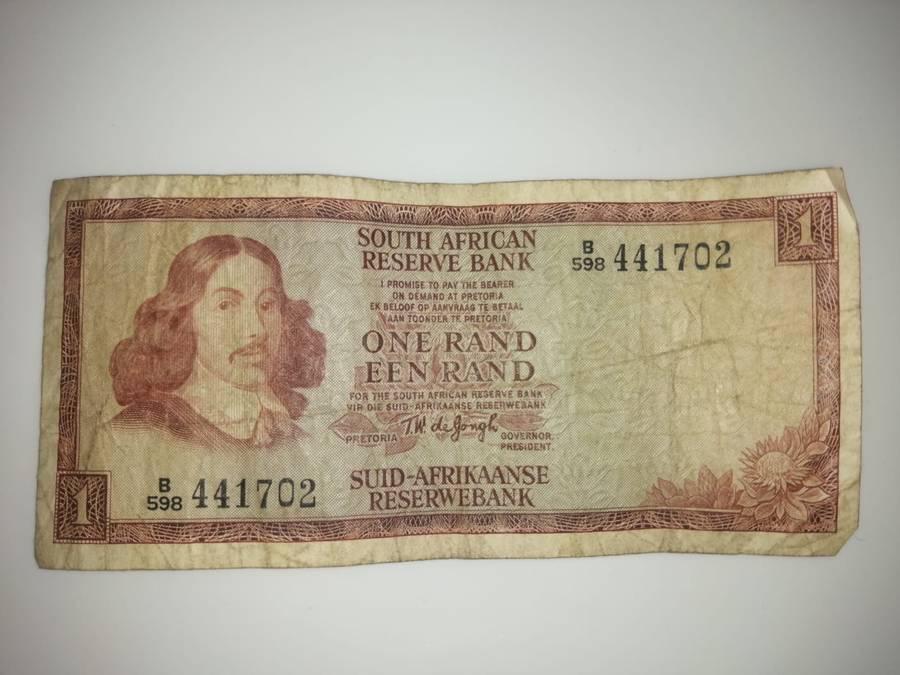 1
SOUTH AFRICAN
RESERVE BANK
B
598 441702
I PROMISE TO PAY THE BEARER
ON DEMAND AT PRETORIA
EK BELOOF OP AANVRAAG TE BETAAL
AAN TOONDER TE PRETORIA
ONE RAND
EEN RAND
FOR THE SOUTH AFRICAN RESERVE BANK
VIR DIE SUID-AFRIKAANSE RESERWEBANK
T.W. de Jongh
PRETORIA
GOVERNOR.
PRESIDENT.
SUID-AFRIKAANSE
RESERWEBANK
B
598 441702
1